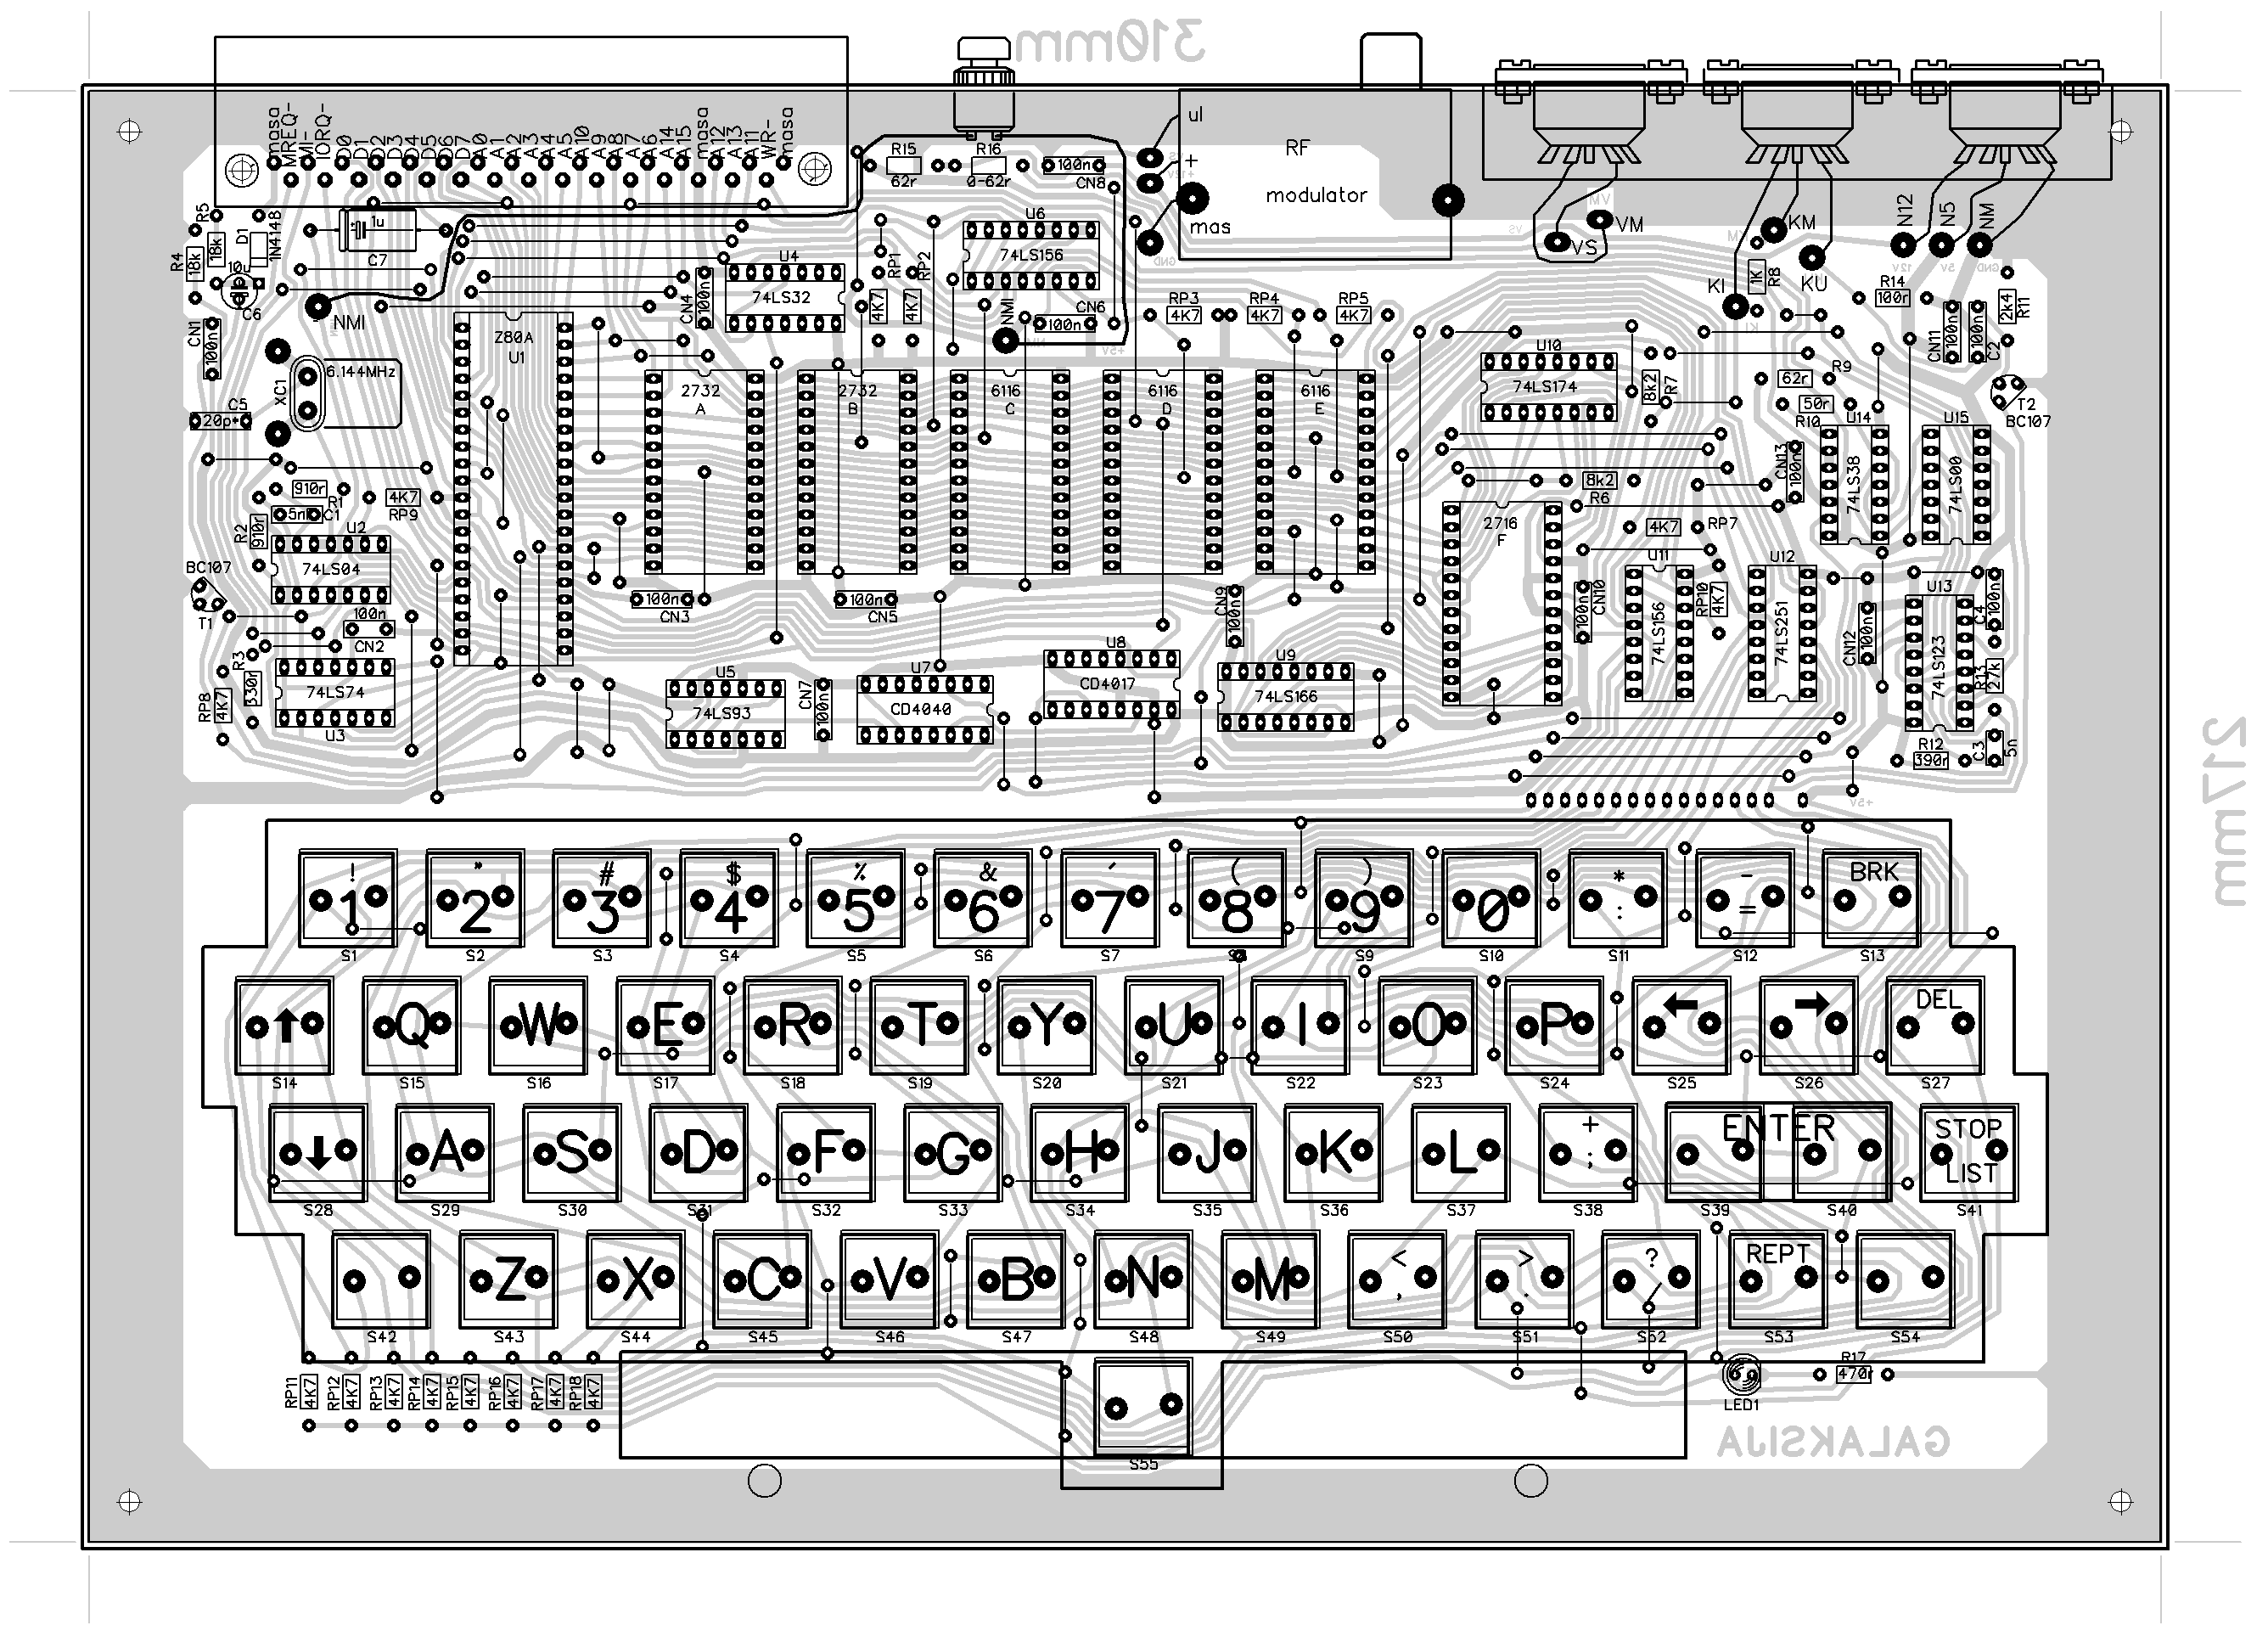 310mm
217mm
masa
MREQ-
MI-
IORQ-
D0
D1
D2
D3
D4
D5
D6
D7
A0
A1
A2
A3
A4
A5
A10
A9
A8
A7
A6
A14
A15
masa
A12
A13
A11
WR-
masa
R15
62r
R16
0-62r
100n
CN8
ul
+
mas
RF
modulator
VM
VS
VM
VS
KM
KI
KU
N12
N5
NM
12v
5v
GND
R5
18k
R4
18k
D1
1N4148
C6
1u
C7
NMI
CN1
100n
XC1
6.144MHz
C5
20p*
Z80A
U1
U4
74LS32
CN4
100n
RP1
4K7
RP2
4K7
U6
74LS156
NMI
CN6
100n
GND
+5v
RP3
4K7
RP4
4K7
RP5
4K7
1K
R8
R14
100r
CN11
100n
100n
C2
2k4
R11
T2
BC107
U10
74LS174
8k2
R7
62r
R9
50r
R10
U14
74LS38
U15
74LS00
CN13
100n
2732
A
2732
B
6116
C
6116
D
6116
E
2716
F
8k2
R6
4K7
RP7
910r
R1
5n
C1
4K7
RP9
R2
910r
U2
74LS04
BC107
T1
100n
CN2
R3
330r
RP8
4K7
74LS74
U3
100n
CN3
100n
CN5
CN9
100n
100n
CN10
U11
74LS156
RP10
4K7
U12
74LS251
CN12
100n
U13
74LS123
C4
100n
R13
27k
R12
390r
C3
5n
+5v
U5
74LS93
CN7
100n
U7
CD4040
U8
CD4017
U9
74LS166
! " # $ % & ' ( ) * - BRK
1 2 3 4 5 6 7 8 9 0 : =
S1 S2 S3 S4 S5 S6 S7 S8 S9 S10 S11 S12 S13
↑ Q W E R T Y U I O P ← → DEL
S14 S15 S16 S17 S18 S19 S20 S21 S22 S23 S24 S25 S26 S27
↓ A S D F G H J K L + ; ENTER STOP
LIST
S28 S29 S30 S31 S32 S33 S34 S35 S36 S37 S38 S39 S40 S41
Z X C V B N M < , > . ? / REPT
S42 S43 S44 S45 S46 S47 S48 S49 S50 S51 S52 S53 S54
RP11
4K7
RP12
4K7
RP13
4K7
RP14
4K7
RP15
4K7
RP16
4K7
RP17
4K7
RP18
4K7
S55
LED1
R17
470r
GALAKSIJA